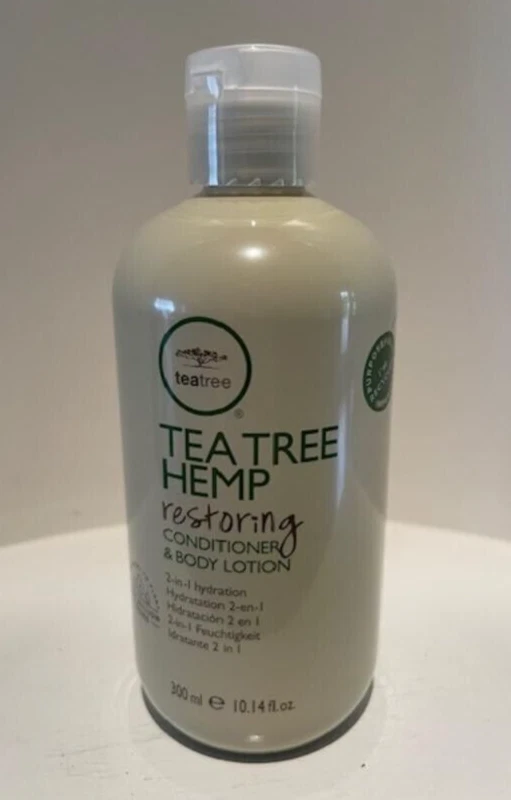 teatree
®
TEA TREE
HEMP
restoring
CONDITIONER
& BODY LOTION
2-in-1 hydration
Hydratation 2-en-1
Hidratación 2 en 1
2-in-1 Feuchtigkeit
Idratante 2 in 1
300 ml ℮ 10.14 fl.oz.